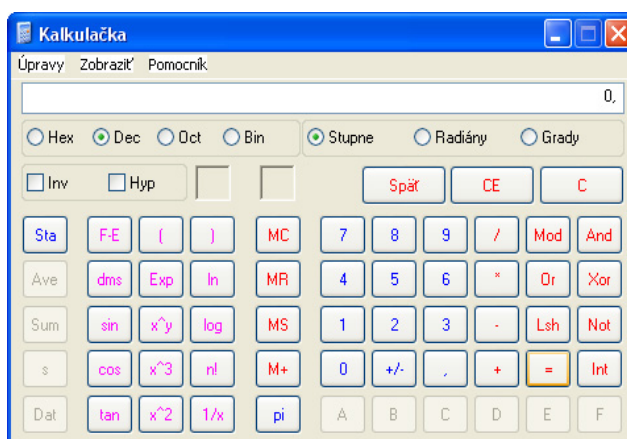 Kalkulačka
Úpravy Zobraziť Pomocník
0,
Hex Dec Oct Bin Stupne Radiány Grady
Inv Hyp Späť CE C
Sta F-E ( ) MC 7 8 9 / Mod And
Ave dms Exp ln MR 4 5 6 * Or Xor
Sum sin x^y log MS 1 2 3 - Lsh Not
s cos x^3 n! M+ 0 +/- , + = Int
Dat tan x^2 1/x pi A B C D E F